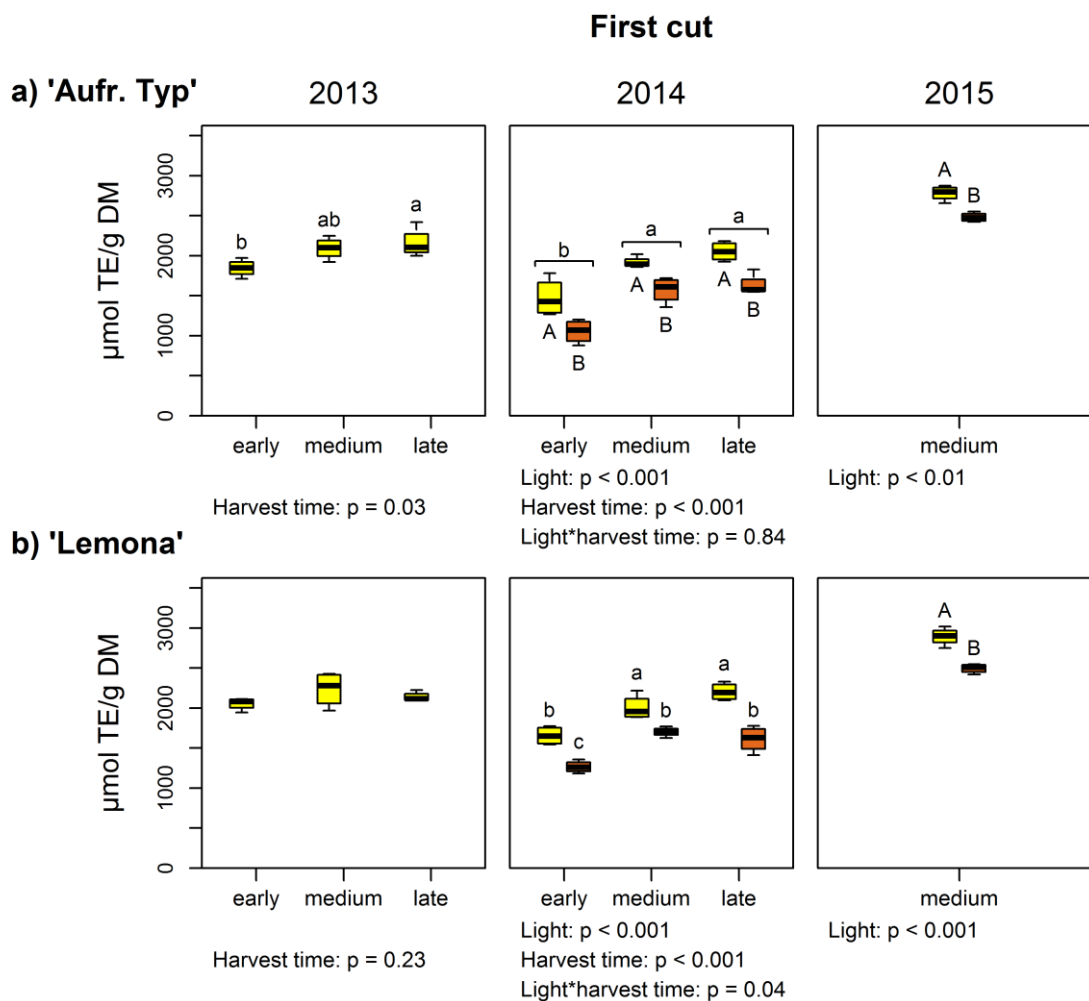 First cut
a) 'Aufr. Typ' 2013 2014 2015
µmol TE/g DM
0 1000 2000 3000
b ab a
b a a
A B A B A B
A B
early medium late
early medium late
medium
Harvest time: p = 0.03
Light: p < 0.001
Harvest time: p < 0.001
Light*harvest time: p = 0.84
Light: p < 0.01
b) 'Lemona'
µmol TE/g DM
0 1000 2000 3000
b c a b a b
A B
early medium late
early medium late
medium
Harvest time: p = 0.23
Light: p < 0.001
Harvest time: p < 0.001
Light*harvest time: p = 0.04
Light: p < 0.001